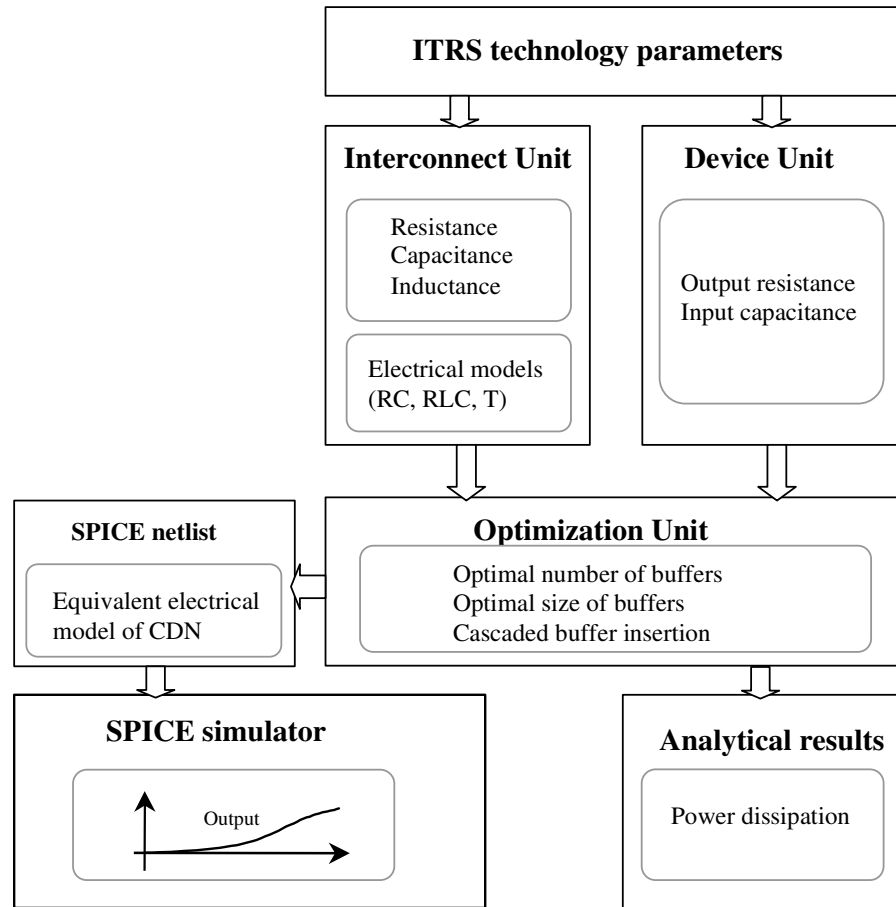 ITRS technology parameters
Interconnect Unit
Resistance
Capacitance
Inductance
Electrical models
(RC, RLC, T)
Device Unit
Output resistance
Input capacitance
Optimization Unit
Optimal number of buffers
Optimal size of buffers
Cascaded buffer insertion
SPICE netlist
Equivalent electrical
model of CDN
SPICE simulator
Output
Analytical results
Power dissipation